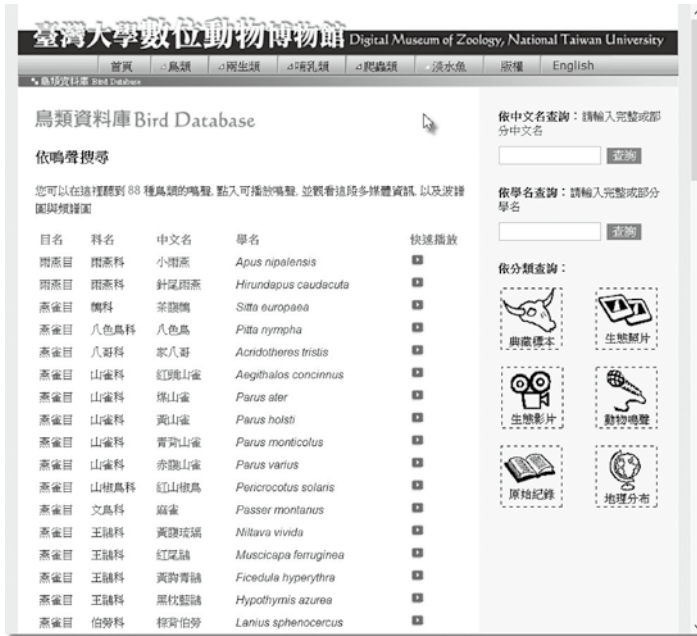 臺灣大學數位動物博物館 Digital Museum of Zoology, National Taiwan University
首頁 鳥類 兩生類 哺乳類 爬蟲類 淡水魚 版權 English
鳥類資料庫 Bird Database
鳥類資料庫 Bird Database
依鳴聲搜尋
您可以在這裡聽到 88 種鳥類的鳴聲, 點入可播放鳴聲, 並觀看這段多媒體資訊, 以及波譜
圖與頻譜圖
目名 科名 中文名 學名 快速播放
雨燕目 雨燕科 小雨燕 Apus nipalensis
雨燕目 雨燕科 針尾雨燕 Hirundapus caudacuta
燕雀目 鳾科 茶腹鳾 Sitta europaea
燕雀目 八色鳥科 八色鳥 Pitta nympha
燕雀目 八哥科 家八哥 Acridotheres tristis
燕雀目 山雀科 紅頭山雀 Aegithalos concinnus
燕雀目 山雀科 煤山雀 Parus ater
燕雀目 山雀科 黃山雀 Parus holsti
燕雀目 山雀科 青背山雀 Parus monticolus
燕雀目 山雀科 赤腹山雀 Parus varius
燕雀目 山椒鳥科 紅山椒鳥 Pericrocotus solaris
燕雀目 文鳥科 麻雀 Passer montanus
燕雀目 王鶲科 黃腹琉璃 Niltava vivida
燕雀目 王鶲科 紅尾鶲 Muscicapa ferruginea
燕雀目 王鶲科 黃胸青鶲 Ficedula hyperythra
燕雀目 王鶲科 黑枕藍鶲 Hypothymis azurea
燕雀目 伯勞科 棕背伯勞 Lanius sphenocercus
依中文名查詢：請輸入完整或部
分中文名
查詢
依學名查詢：請輸入完整或部分
學名
查詢
依分類查詢：
典藏標本 生態照片
生態影片 動物鳴聲
原始紀錄 地理分布